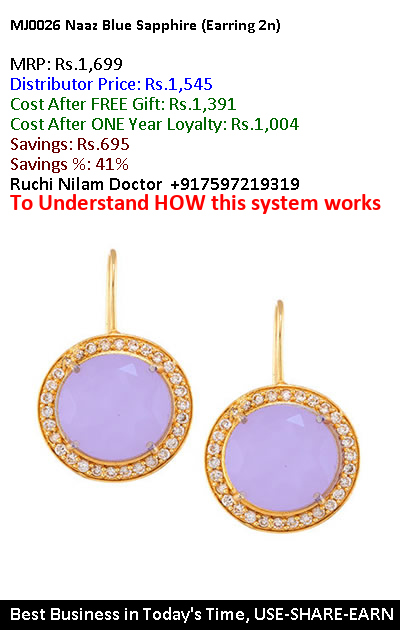 MJ0026 Naaz Blue Sapphire (Earring 2n)
MRP: Rs.1,699
Distributor Price: Rs.1,545
Cost After FREE Gift: Rs.1,391
Cost After ONE Year Loyalty: Rs.1,004
Savings: Rs.695
Savings %: 41%
Ruchi Nilam Doctor  +917597219319
To Understand HOW this system works
Best Business in Today's Time, USE-SHARE-EARN